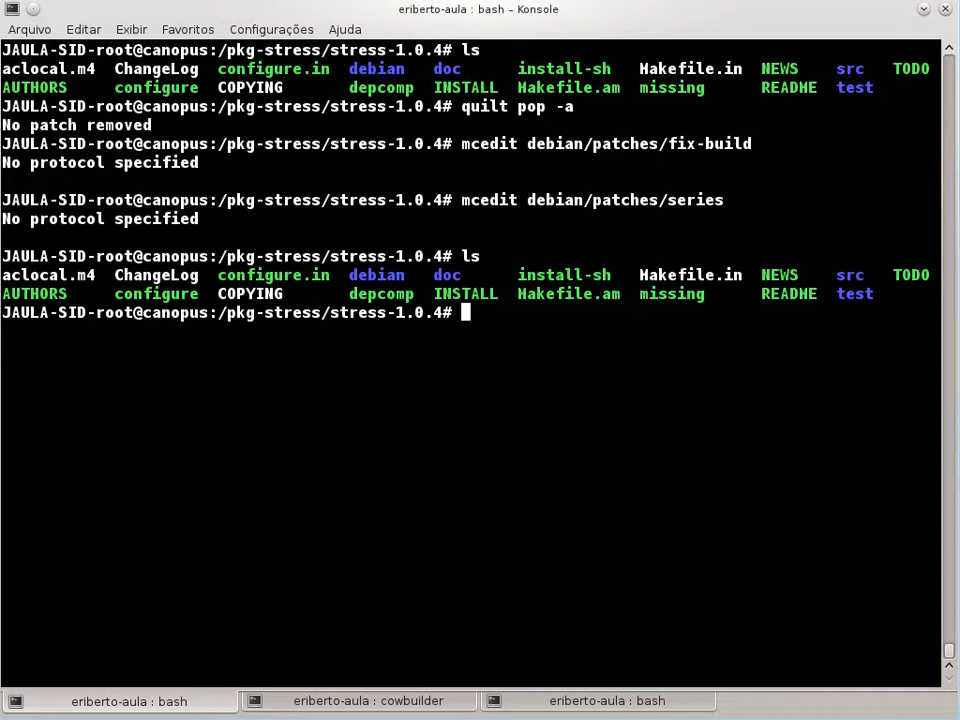 eriberto-aula : bash – Konsole
Arquivo Editar Exibir Favoritos Configurações Ajuda
JAULA-SID-root@canopus:/pkg-stress/stress-1.0.4# ls
aclocal.m4 ChangeLog configure.in debian doc install-sh Makefile.in NEWS src TODO
AUTHORS configure COPYING depcomp INSTALL Makefile.am missing README test
JAULA-SID-root@canopus:/pkg-stress/stress-1.0.4# quilt pop -a
No patch removed
JAULA-SID-root@canopus:/pkg-stress/stress-1.0.4# mcedit debian/patches/fix-build
No protocol specified
JAULA-SID-root@canopus:/pkg-stress/stress-1.0.4# mcedit debian/patches/series
No protocol specified
JAULA-SID-root@canopus:/pkg-stress/stress-1.0.4# ls
aclocal.m4 ChangeLog configure.in debian doc install-sh Makefile.in NEWS src TODO
AUTHORS configure COPYING depcomp INSTALL Makefile.am missing README test
JAULA-SID-root@canopus:/pkg-stress/stress-1.0.4#
eriberto-aula : bash eriberto-aula : cowbuilder eriberto-aula : bash